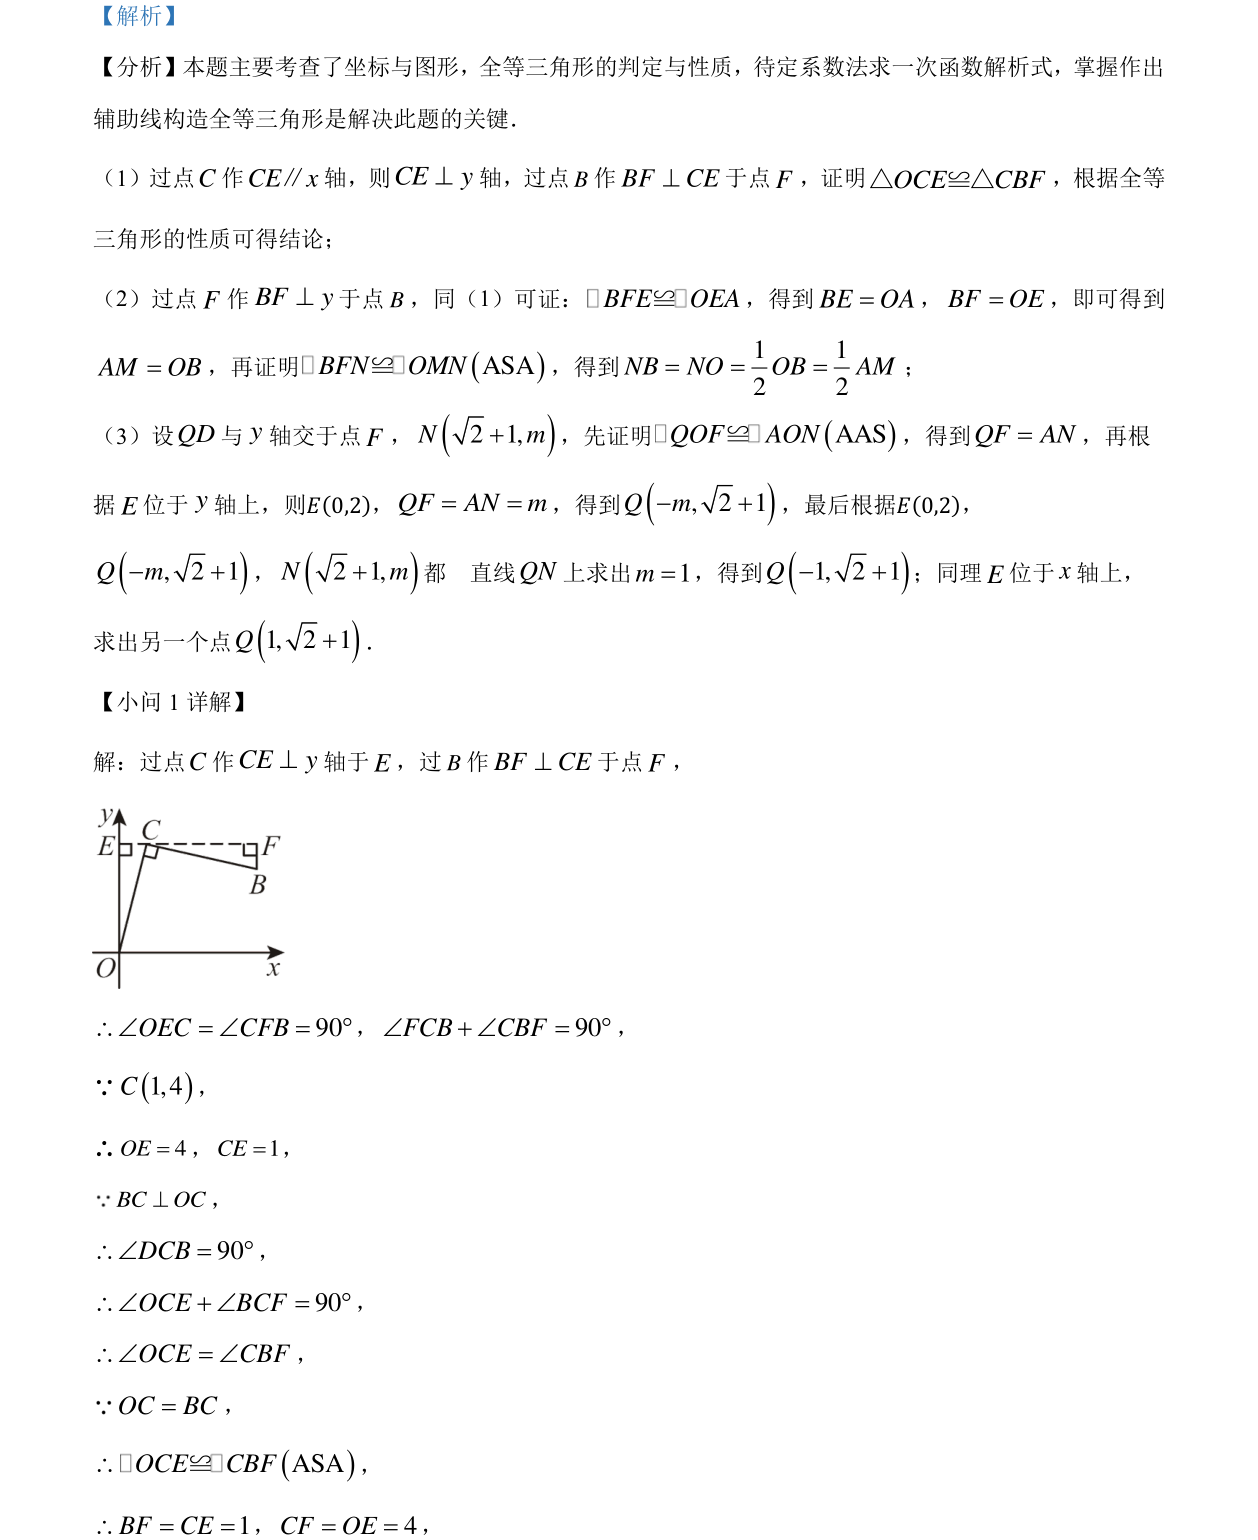 【解析】
【分析】本题主要考查了坐标与图形，全等三角形的判定与性质，待定系数法求一次函数解析式，掌握作出
辅助线构造全等三角形是解决此题的关键．
（1）过点C作CE∥x轴，则CE⊥y轴，过点B作BF⊥CE于点F，证明△OCE≌△CBF，根据全等
三角形的性质可得结论；
（2）过点F作BF⊥y于点B，同（1）可证：□BFE≌□OEA，得到BE=OA，BF=OE，即可得到
AM=OB，再证明□BFN≌□OMN(ASA)，得到NB=NO=1/2OB=1/2AM；
（3）设QD与y轴交于点F，N(√2+1,m)，先证明□QOF≌□AON(AAS)，得到QF=AN，再根
据E位于y轴上，则E(0,2)，QF=AN=m，得到Q(−m,√2+1)，最后根据E(0,2)，
Q(−m,√2+1)，N(√2+1,m)都　直线QN上求出m=1，得到Q(−1,√2+1)；同理E位于x轴上，
求出另一个点Q(1,√2+1)．
【小问1详解】
解：过点C作CE⊥y轴于E，过B作BF⊥CE于点F，
y
E C F
B
O x
∴∠OEC=∠CFB=90°，∠FCB+∠CBF=90°，
∵C(1,4)，
∴OE=4，CE=1，
∵BC⊥OC，
∴∠DCB=90°，
∴∠OCE+∠BCF=90°，
∴∠OCE=∠CBF，
∵OC=BC，
∴□OCE≌□CBF(ASA)，
∴BF=CE=1，CF=OE=4，